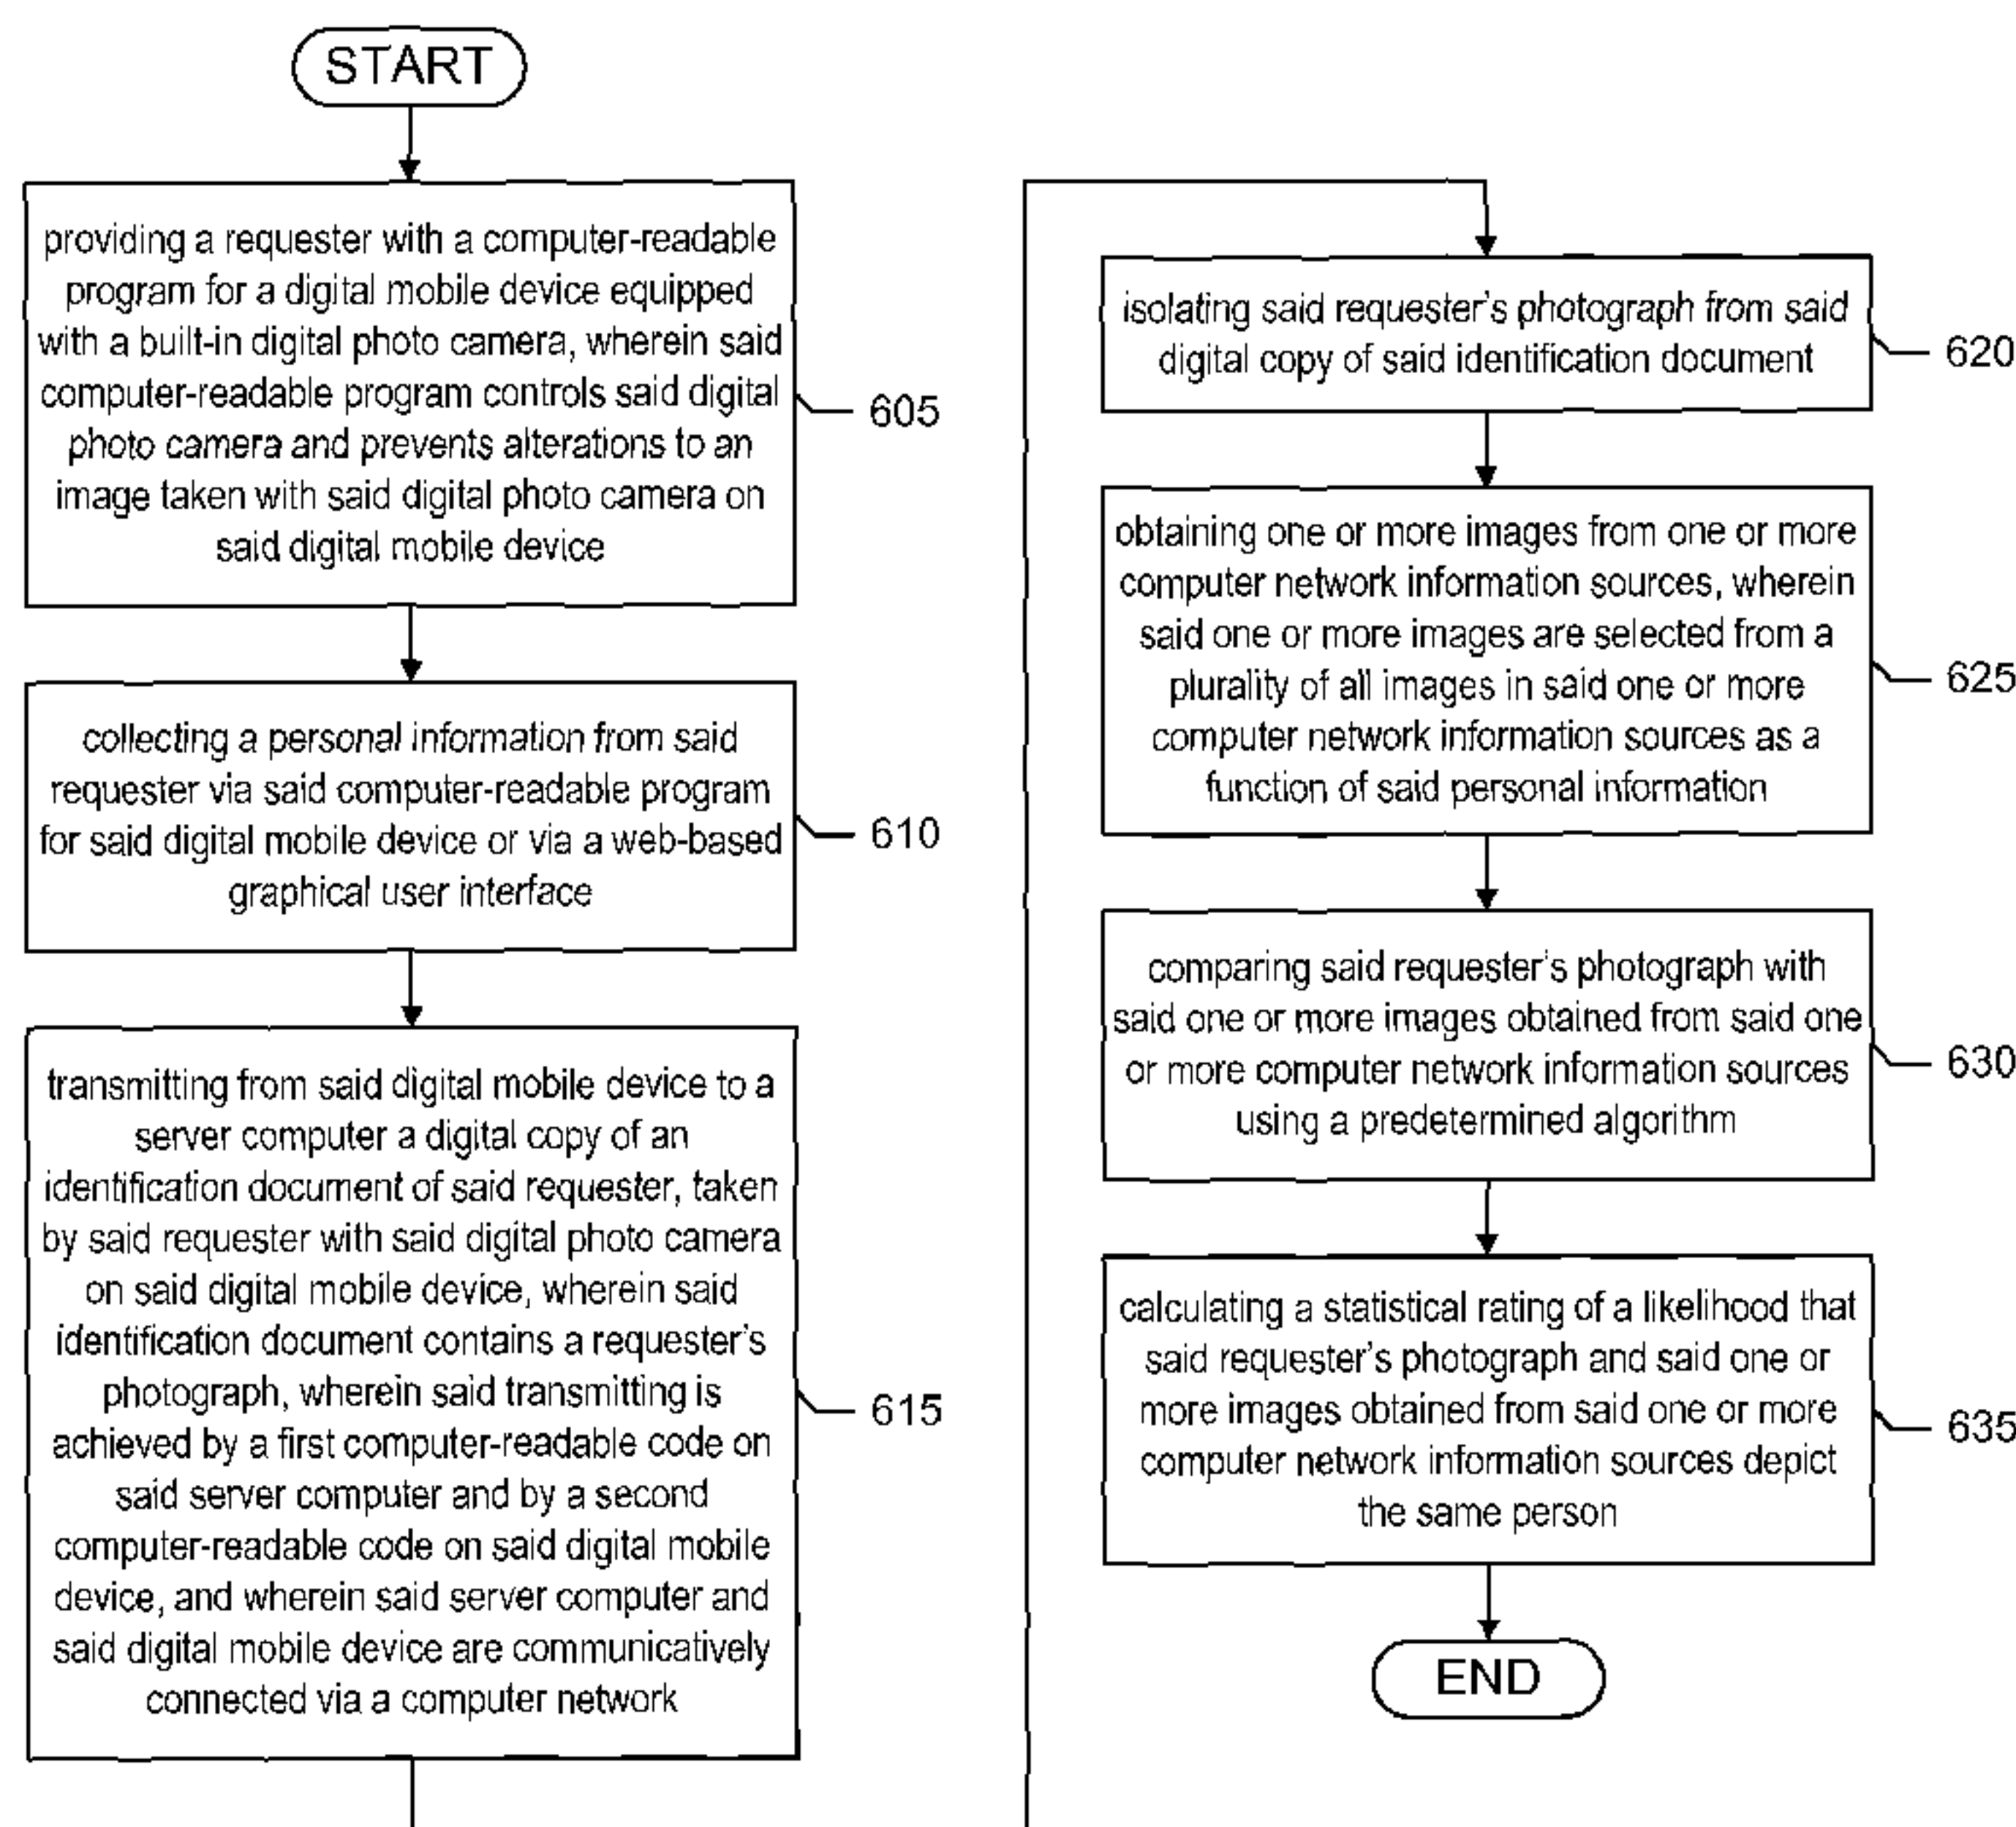 START
providing a requester with a computer-readable
program for a digital mobile device equipped
with a built-in digital photo camera, wherein said
computer-readable program controls said digital
photo camera and prevents alterations to an
image taken with said digital photo camera on
said digital mobile device
605
collecting a personal information from said
requester via said computer-readable program
for said digital mobile device or via a web-based
graphical user interface
610
transmitting from said digital mobile device to a
server computer a digital copy of an
identification document of said requester, taken
by said requester with said digital photo camera
on said digital mobile device, wherein said
identification document contains a requester's
photograph, wherein said transmitting is
achieved by a first computer-readable code on
said server computer and by a second
computer-readable code on said digital mobile
device, and wherein said server computer and
said digital mobile device are communicatively
connected via a computer network
615
isolating said requester's photograph from said
digital copy of said identification document
620
obtaining one or more images from one or more
computer network information sources, wherein
said one or more images are selected from a
plurality of all images in said one or more
computer network information sources as a
function of said personal information
625
comparing said requester's photograph with
said one or more images obtained from said one
or more computer network information sources
using a predetermined algorithm
630
calculating a statistical rating of a likelihood that
said requester's photograph and said one or
more images obtained from said one or more
computer network information sources depict
the same person
635
END